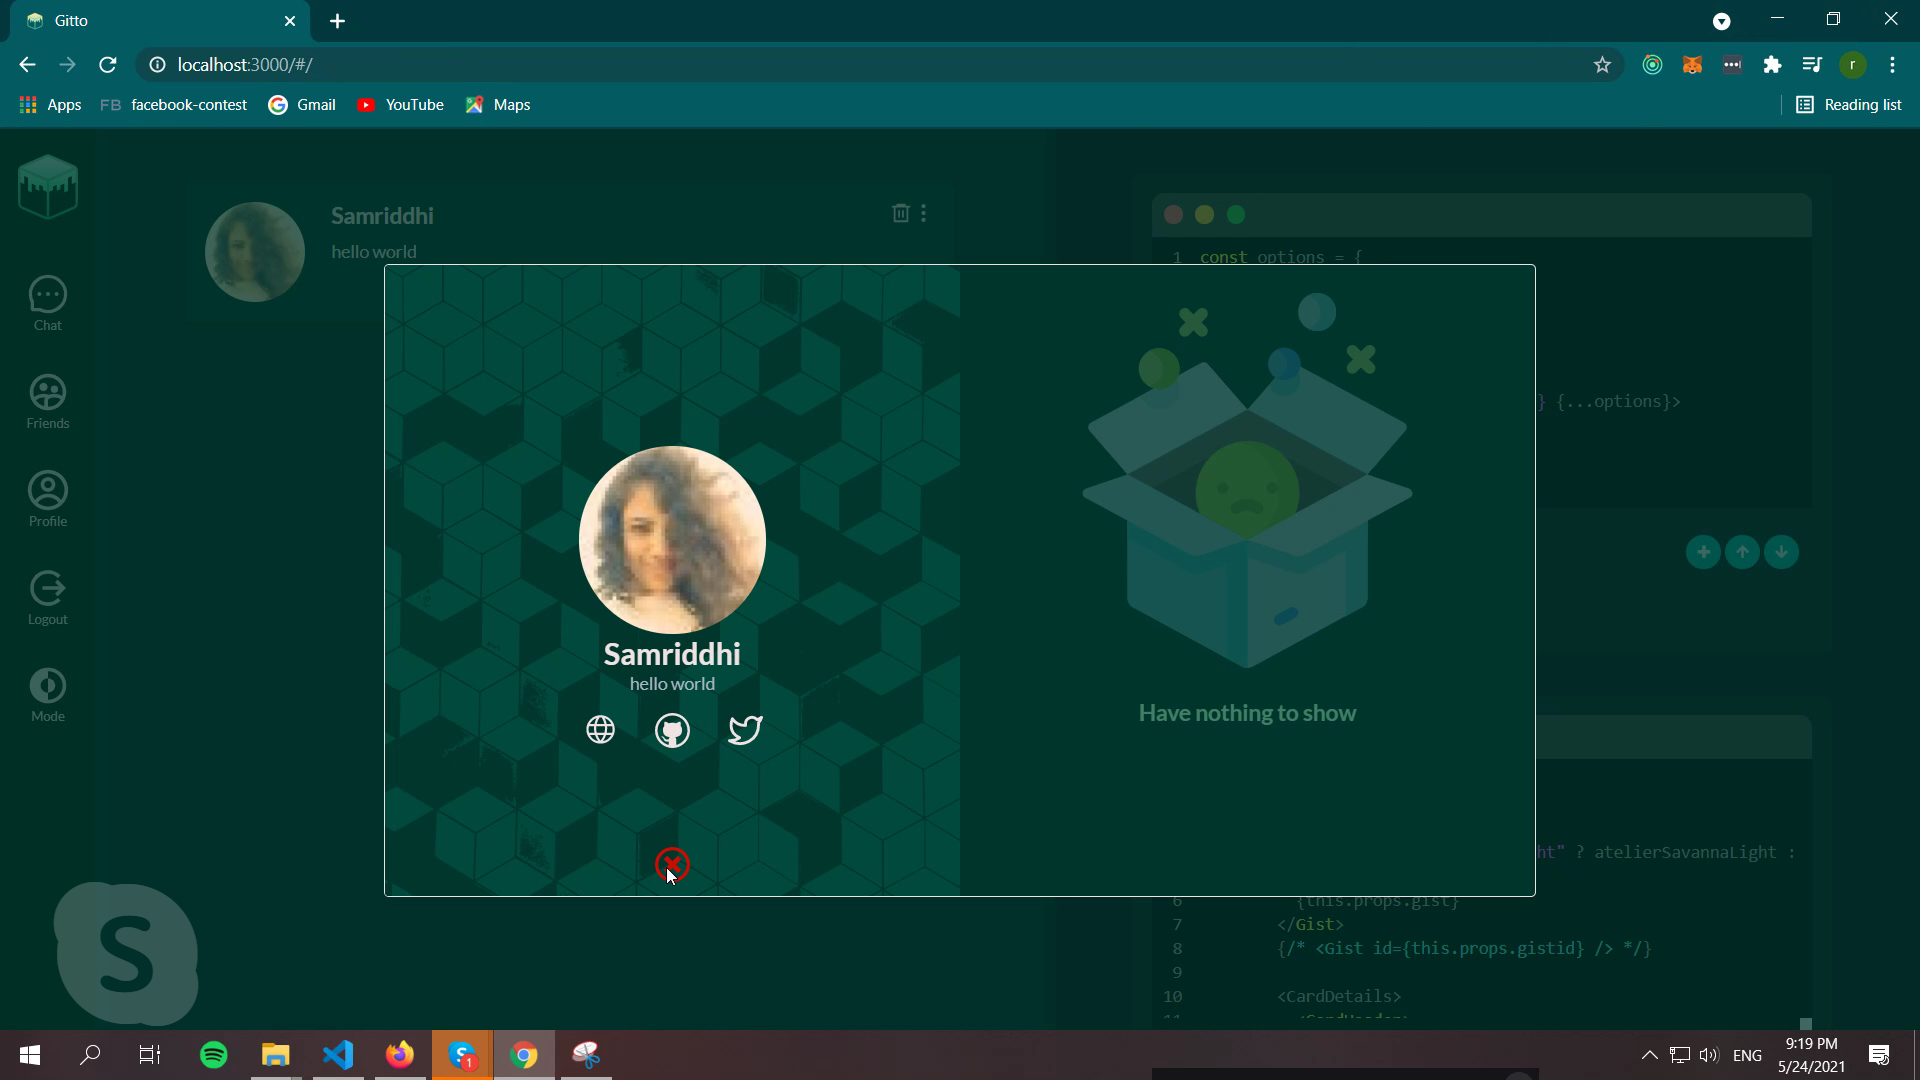 Gitto
localhost:3000/#/
r
Apps
FB facebook-contest
Gmail
YouTube
Maps
Reading list
Samriddhi
hello world
Chat
Friends
Profile
Logout
Mode
S
Samriddhi
hello world
Have nothing to show
1 const options = {
} {...options}>
ht" ? atelierSavannaLight :
6 {this.props.gist}
7 </Gist>
8 {/* <Gist id={this.props.gistid} /> */}
9
10 <CardDetails>
S 1
ENG
9:19 PM
5/24/2021